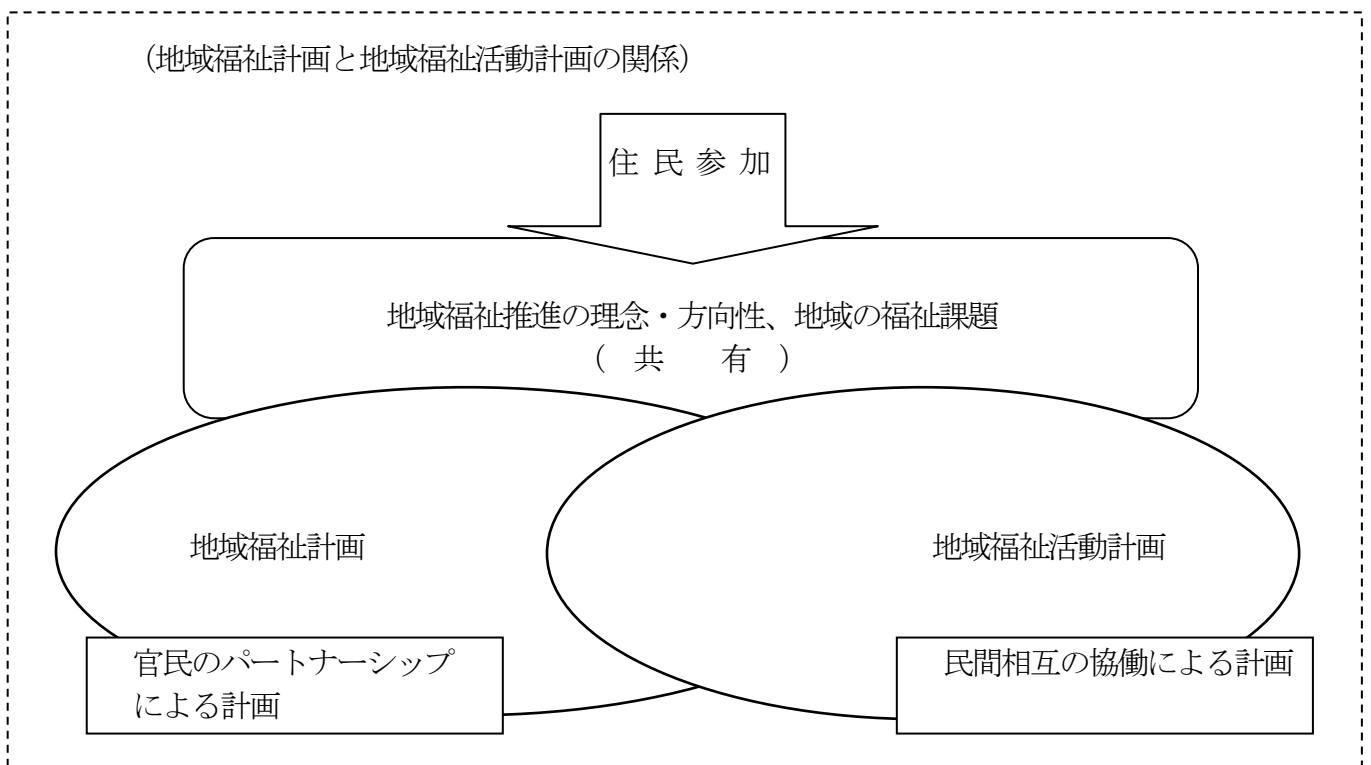 （地域福祉計画と地域福祉活動計画の関係）
住 民 参 加
地域福祉推進の理念・方向性、地域の福祉課題
（　共　　有　）
地域福祉計画
地域福祉活動計画
官民のパートナーシップ
による計画
民間相互の協働による計画